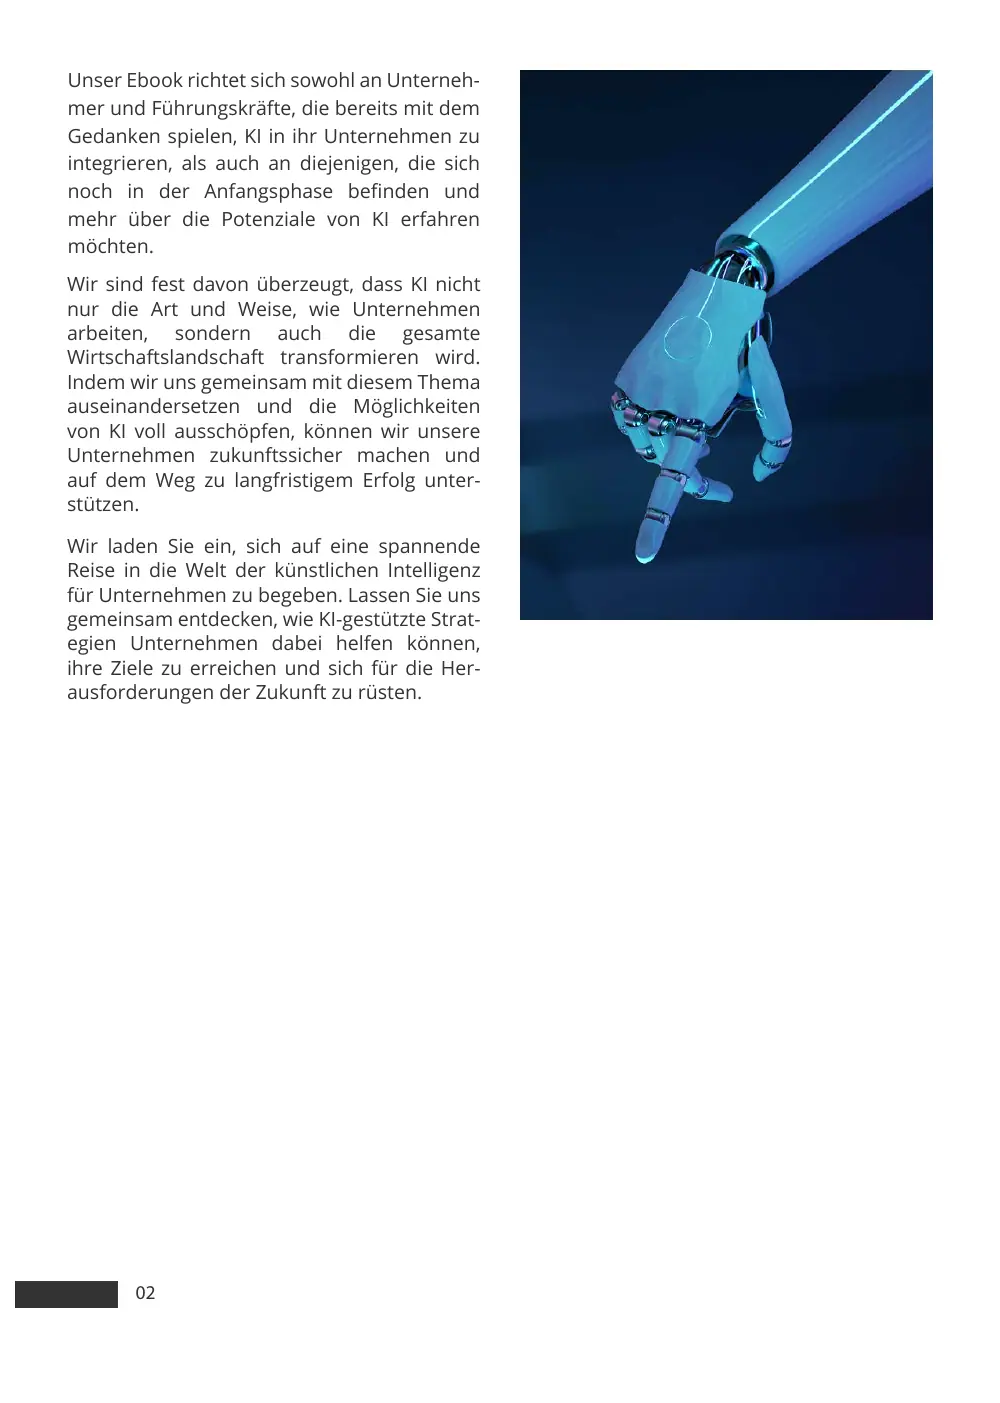 Unser Ebook richtet sich sowohl an Unterneh-
mer und Führungskräfte, die bereits mit dem
Gedanken spielen, KI in ihr Unternehmen zu
integrieren, als auch an diejenigen, die sich
noch in der Anfangsphase befinden und
mehr über die Potenziale von KI erfahren
möchten.
Wir sind fest davon überzeugt, dass KI nicht
nur die Art und Weise, wie Unternehmen
arbeiten, sondern auch die gesamte
Wirtschaftslandschaft transformieren wird.
Indem wir uns gemeinsam mit diesem Thema
auseinandersetzen und die Möglichkeiten
von KI voll ausschöpfen, können wir unsere
Unternehmen zukunftssicher machen und
auf dem Weg zu langfristigem Erfolg unter-
stützen.
Wir laden Sie ein, sich auf eine spannende
Reise in die Welt der künstlichen Intelligenz
für Unternehmen zu begeben. Lassen Sie uns
gemeinsam entdecken, wie KI-gestützte Strat-
egien Unternehmen dabei helfen können,
ihre Ziele zu erreichen und sich für die Her-
ausforderungen der Zukunft zu rüsten.
02